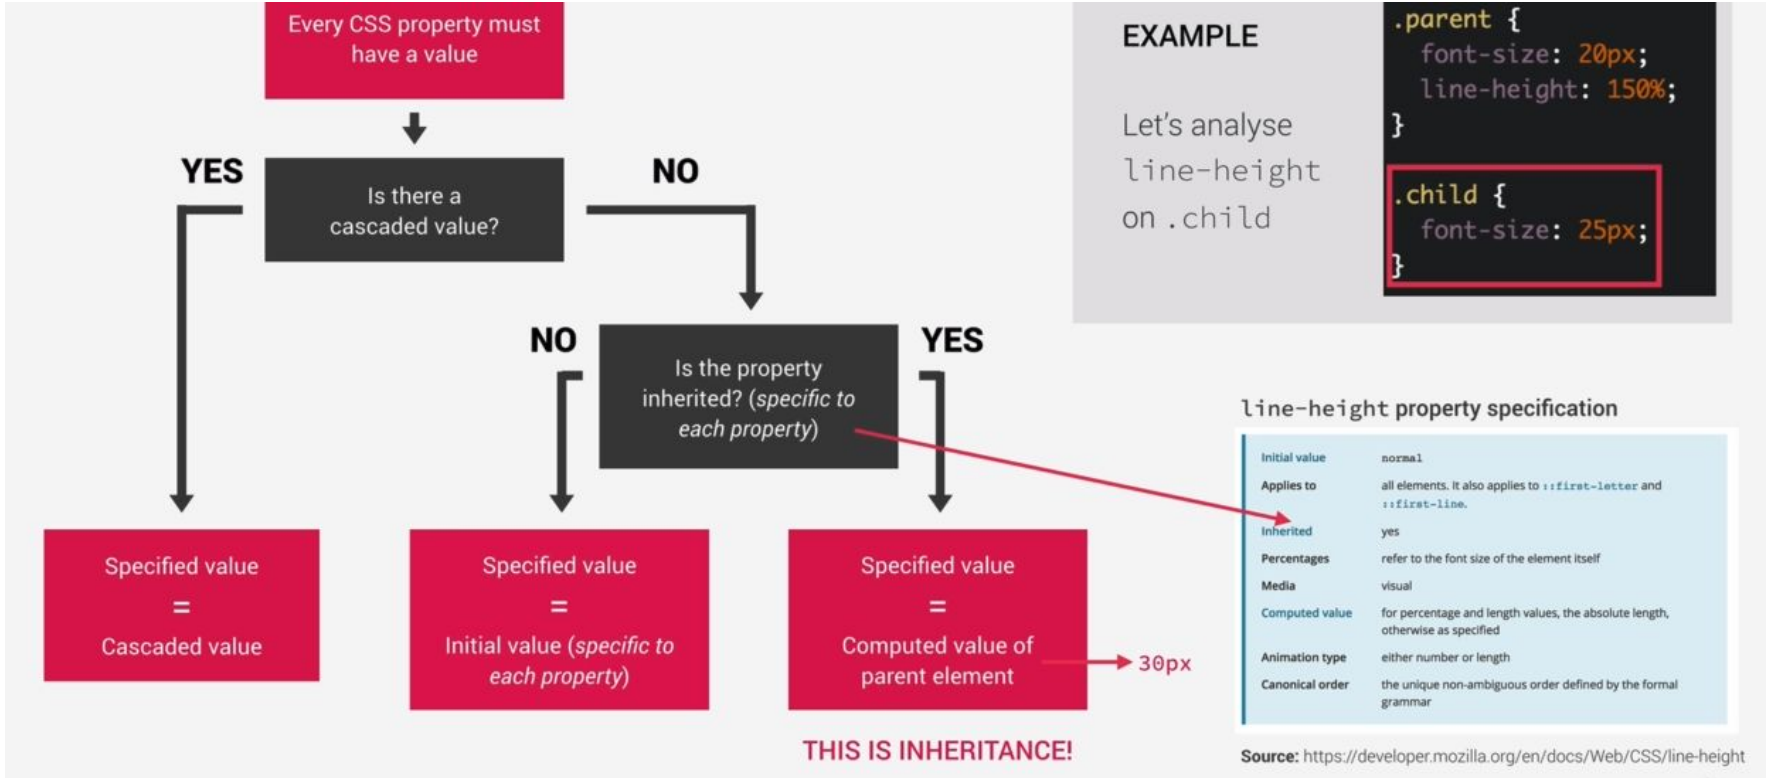 Every CSS property must
have a value
YES
Is there a
cascaded value?
NO
NO
Is the property
inherited? (specific to
each property)
YES
Specified value
=
Cascaded value
Specified value
=
Initial value (specific to
each property)
Specified value
=
Computed value of
parent element
30px
THIS IS INHERITANCE!
EXAMPLE
Let's analyse
line-height
on .child
.parent {
font-size: 20px;
line-height: 150%;
}
.child {
font-size: 25px;
}
line-height property specification
Initial value normal
Applies to all elements. It also applies to ::first-letter and
::first-line.
Inherited yes
Percentages refer to the font size of the element itself
Media visual
Computed value for percentage and length values, the absolute length,
otherwise as specified
Animation type either number or length
Canonical order the unique non-ambiguous order defined by the formal
grammar
Source: https://developer.mozilla.org/en/docs/Web/CSS/line-height